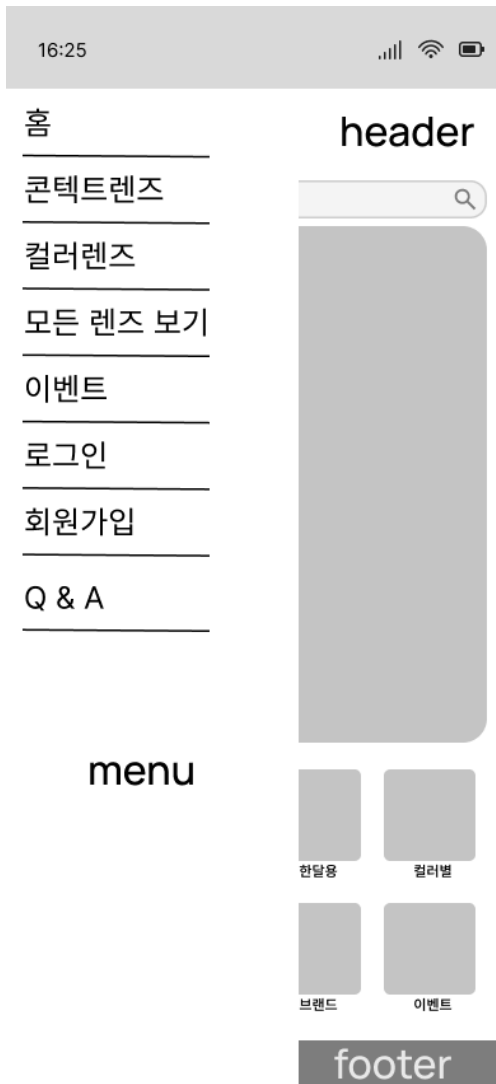 16:25
홈
header
콘텍트렌즈
컬러렌즈
모든 렌즈 보기
이벤트
로그인
회원가입
Q & A
menu
한달용
컬러별
브랜드
이벤트
footer